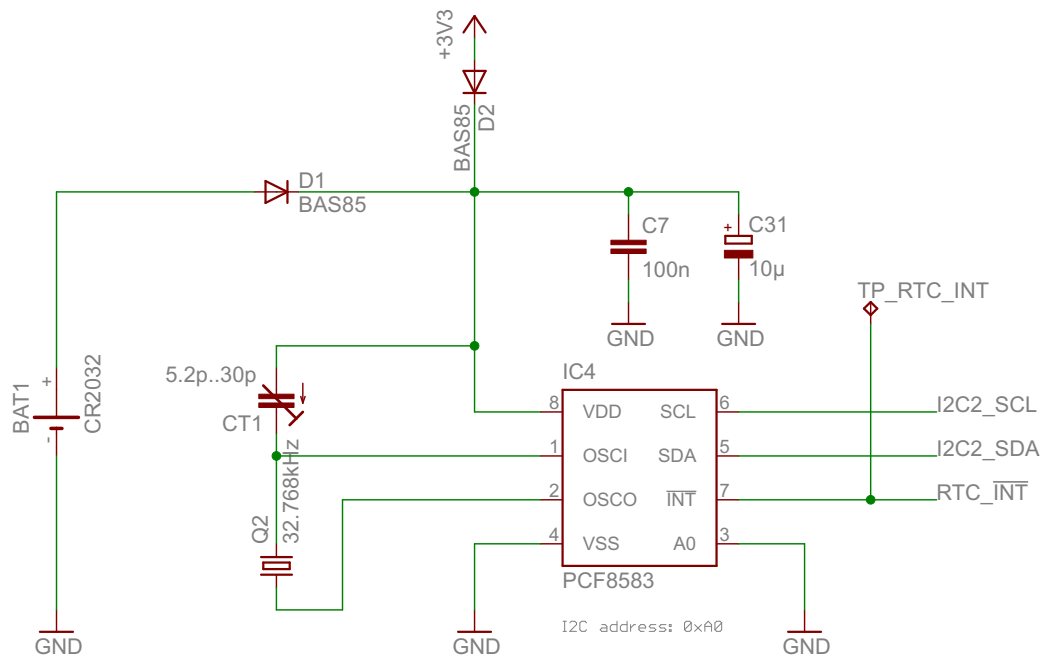 +3V3
BAS85
D2
D1
BAS85
+
C7
100n
C31
10µ
GND
GND
TP_RTC_INT
5.2p..30p
CT1
IC4
BAT1
+
-
CR2032
8
VDD
SCL
6
I2C2_SCL
1
OSCI
SDA
5
I2C2_SDA
2
OSCO
INT
7
RTC_INT
4
VSS
A0
3
Q2
32.768kHz
PCF8583
I2C address: 0xA0
GND
GND
GND